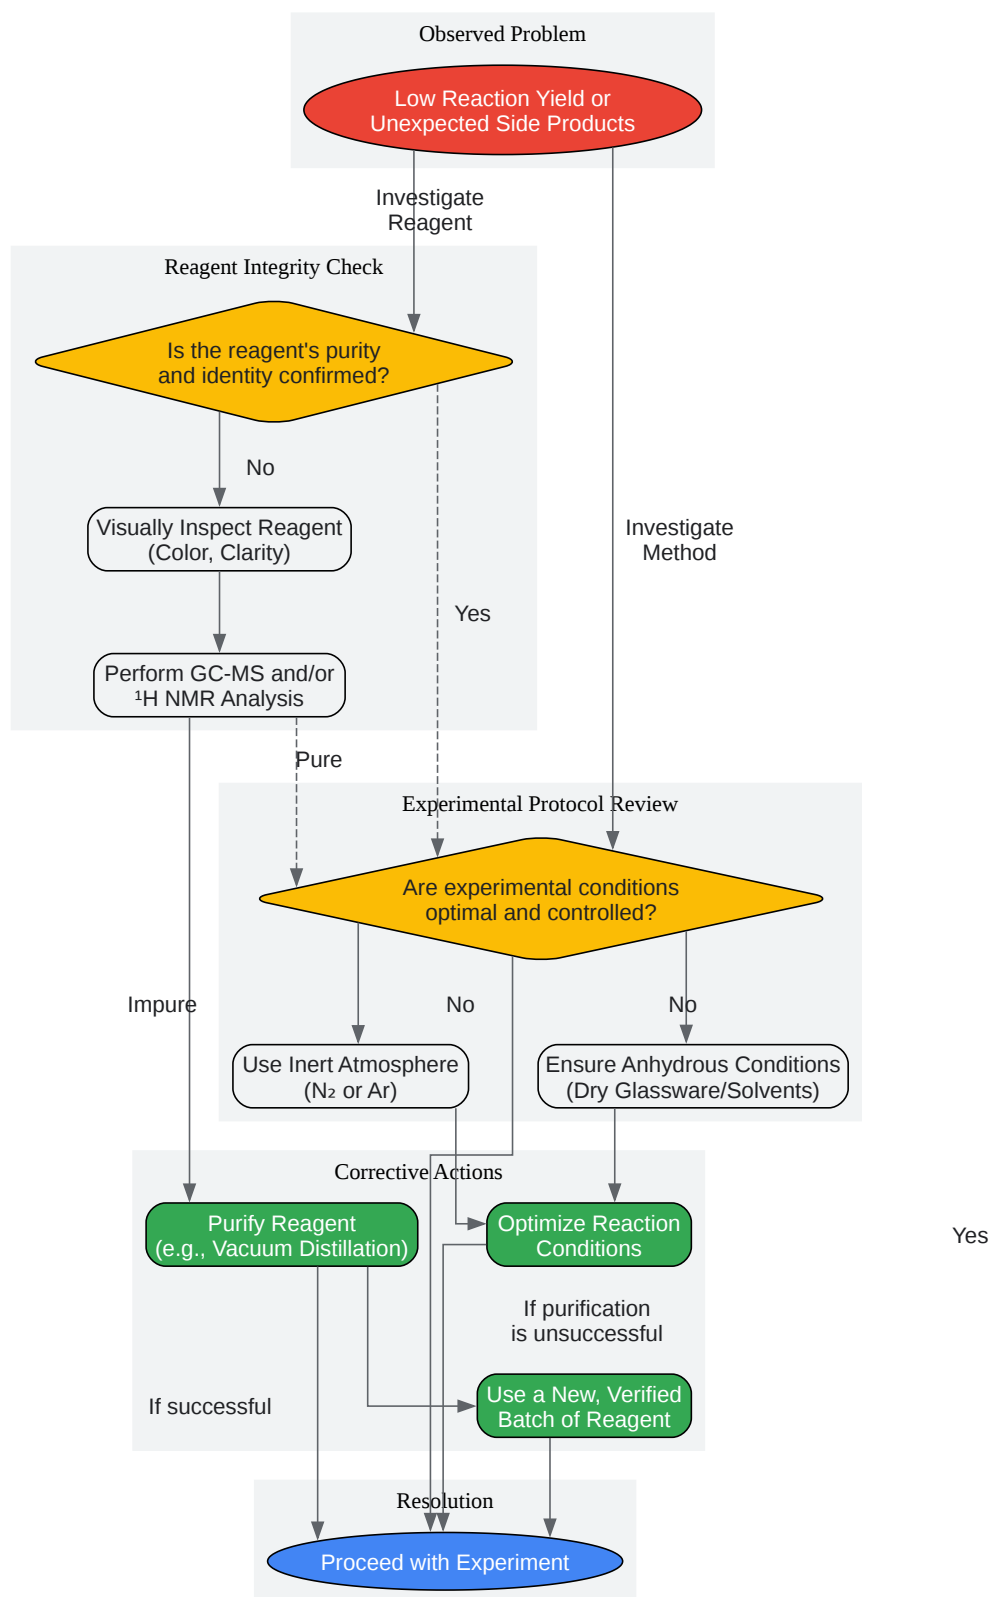 Observed Problem
Low Reaction Yield or
Unexpected Side Products
Investigate
Reagent
Reagent Integrity Check
Is the reagent's purity
and identity confirmed?
No
Visually Inspect Reagent
(Color, Clarity)
Investigate
Method
Yes
Perform GC-MS and/or
¹H NMR Analysis
Pure
Experimental Protocol Review
Are experimental conditions
optimal and controlled?
Impure
No
No
Use Inert Atmosphere
(N₂ or Ar)
Ensure Anhydrous Conditions
(Dry Glassware/Solvents)
Corrective Actions
Purify Reagent
(e.g., Vacuum Distillation)
Optimize Reaction
Conditions
Yes
If purification
is unsuccessful
If successful
Use a New, Verified
Batch of Reagent
Resolution
Proceed with Experiment